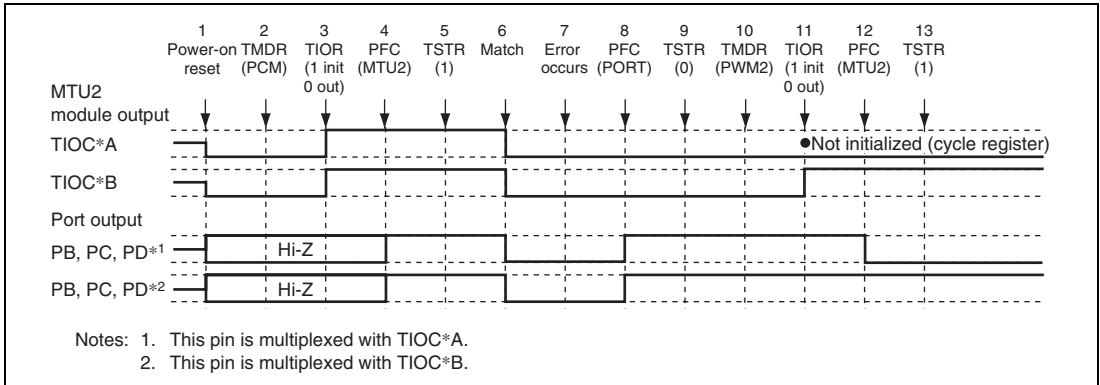 1 2 3 4 5 6 7 8 9 10 11 12 13
Power-on TMDR TIOR PFC TSTR Match Error PFC TSTR TMDR TIOR PFC TSTR
reset (PCM) (1 init (MTU2) (1) occurs (PORT) (0) (PWM2) (1 init (MTU2) (1)
0 out) 0 out)
MTU2
module output
TIOC*A
●Not initialized (cycle register)
TIOC*B
Port output
PB, PC, PD*1 Hi-Z
PB, PC, PD*2 Hi-Z
Notes: 1. This pin is multiplexed with TIOC*A.
2. This pin is multiplexed with TIOC*B.